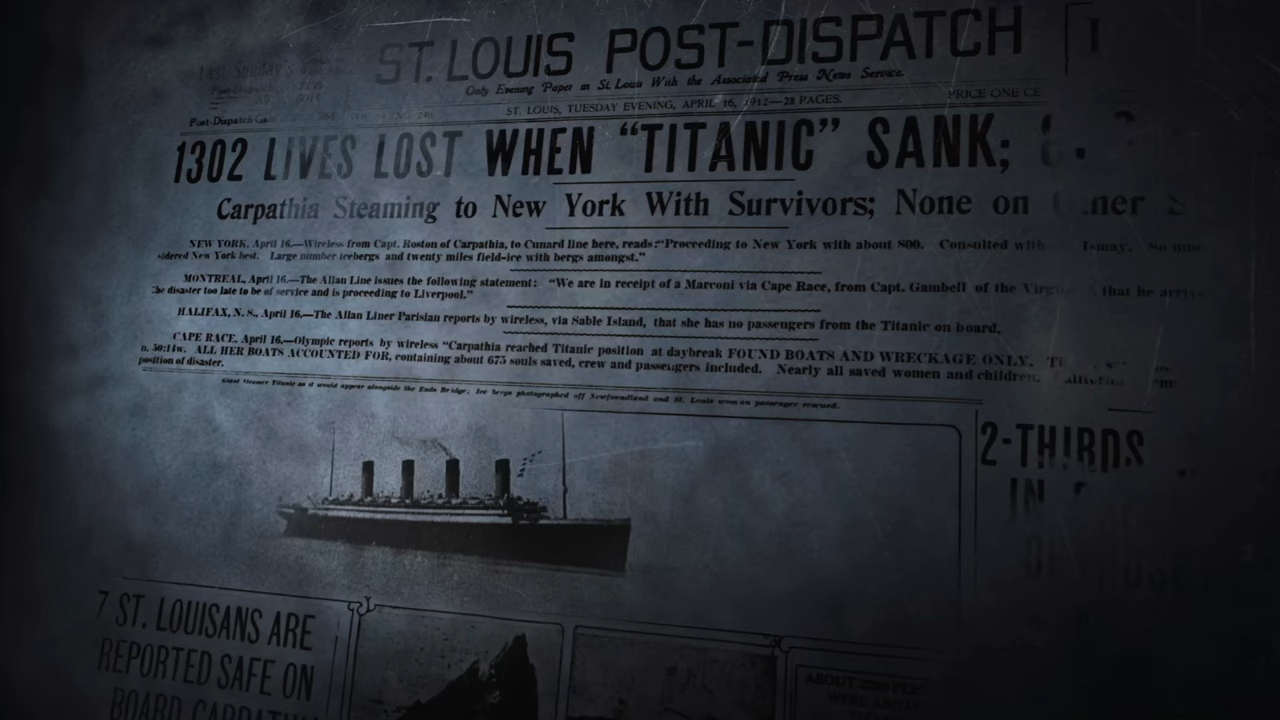 Last Sunday's
ST. LOUIS POST-DISPATCH
Only Evening Paper in St. Louis With the Associated Press News Service.
Post-Dispatch
ST. LOUIS, TUESDAY EVENING, APRIL 16, 1912—28 PAGES.
PRICE ONE CE
1302 LIVES LOST WHEN “TITANIC” SANK;
Carpathia Steaming to New York With Survivors; None on
NEW YORK, April 16.—Wireless from Capt. Roston of Carpathia, to Cunard line here, reads: “Proceeding to New York with about 800. Consulted with Ismay.
sidered New York best. Large number icebergs and twenty miles field-ice with bergs amongst.”
MONTREAL, April 16.—The Allan Line issues the following statement: “We are in receipt of a Marconi via Cape Race, from Capt. Gambell of the that he arrive
the disaster too late to be of service and is proceeding to Liverpool.”
HALIFAX, N. S., April 16.—The Allan Liner Parisian reports by wireless, via Sable Island, that she has no passengers from the Titanic on board.
CAPE RACE, April 16.—Olympic reports by wireless “Carpathia reached Titanic position at daybreak FOUND BOATS AND WRECKAGE ONLY.
n. 50:14w. ALL HER BOATS ACCOUNTED FOR, containing about 675 souls saved, crew and passengers included. Nearly all saved women and children.
position of disaster.
Giant Steamer Titanic as it would appear alongside the Eads Bridge; Ice bergs photographed off Newfoundland and St. Louis woman passenger rescued.
2-THIRDS
IN
7 ST. LOUISANS ARE
REPORTED SAFE ON
BOARD CARPATHI
ABOUT
WERE